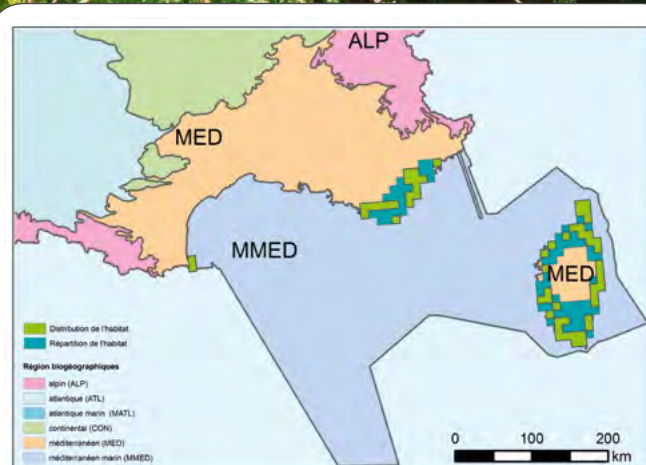 ALP
MED
MMED
MED
Distribution de l'habitat
Répartition de l'habitat
Région biogéographiques
alpin (ALP)
atlantique (ATL)
atlantique marin (MATL)
continental (CON)
méditerranéen (MED)
méditerranéen marin (MMED)
0 100 200
km